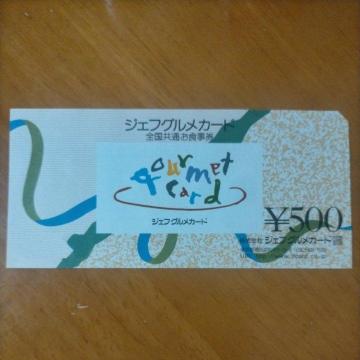 ジェフグルメカード
全国共通お食事券
gourmet
card
ジェフグルメカード
¥500
株式会社 ジェフグルメカード